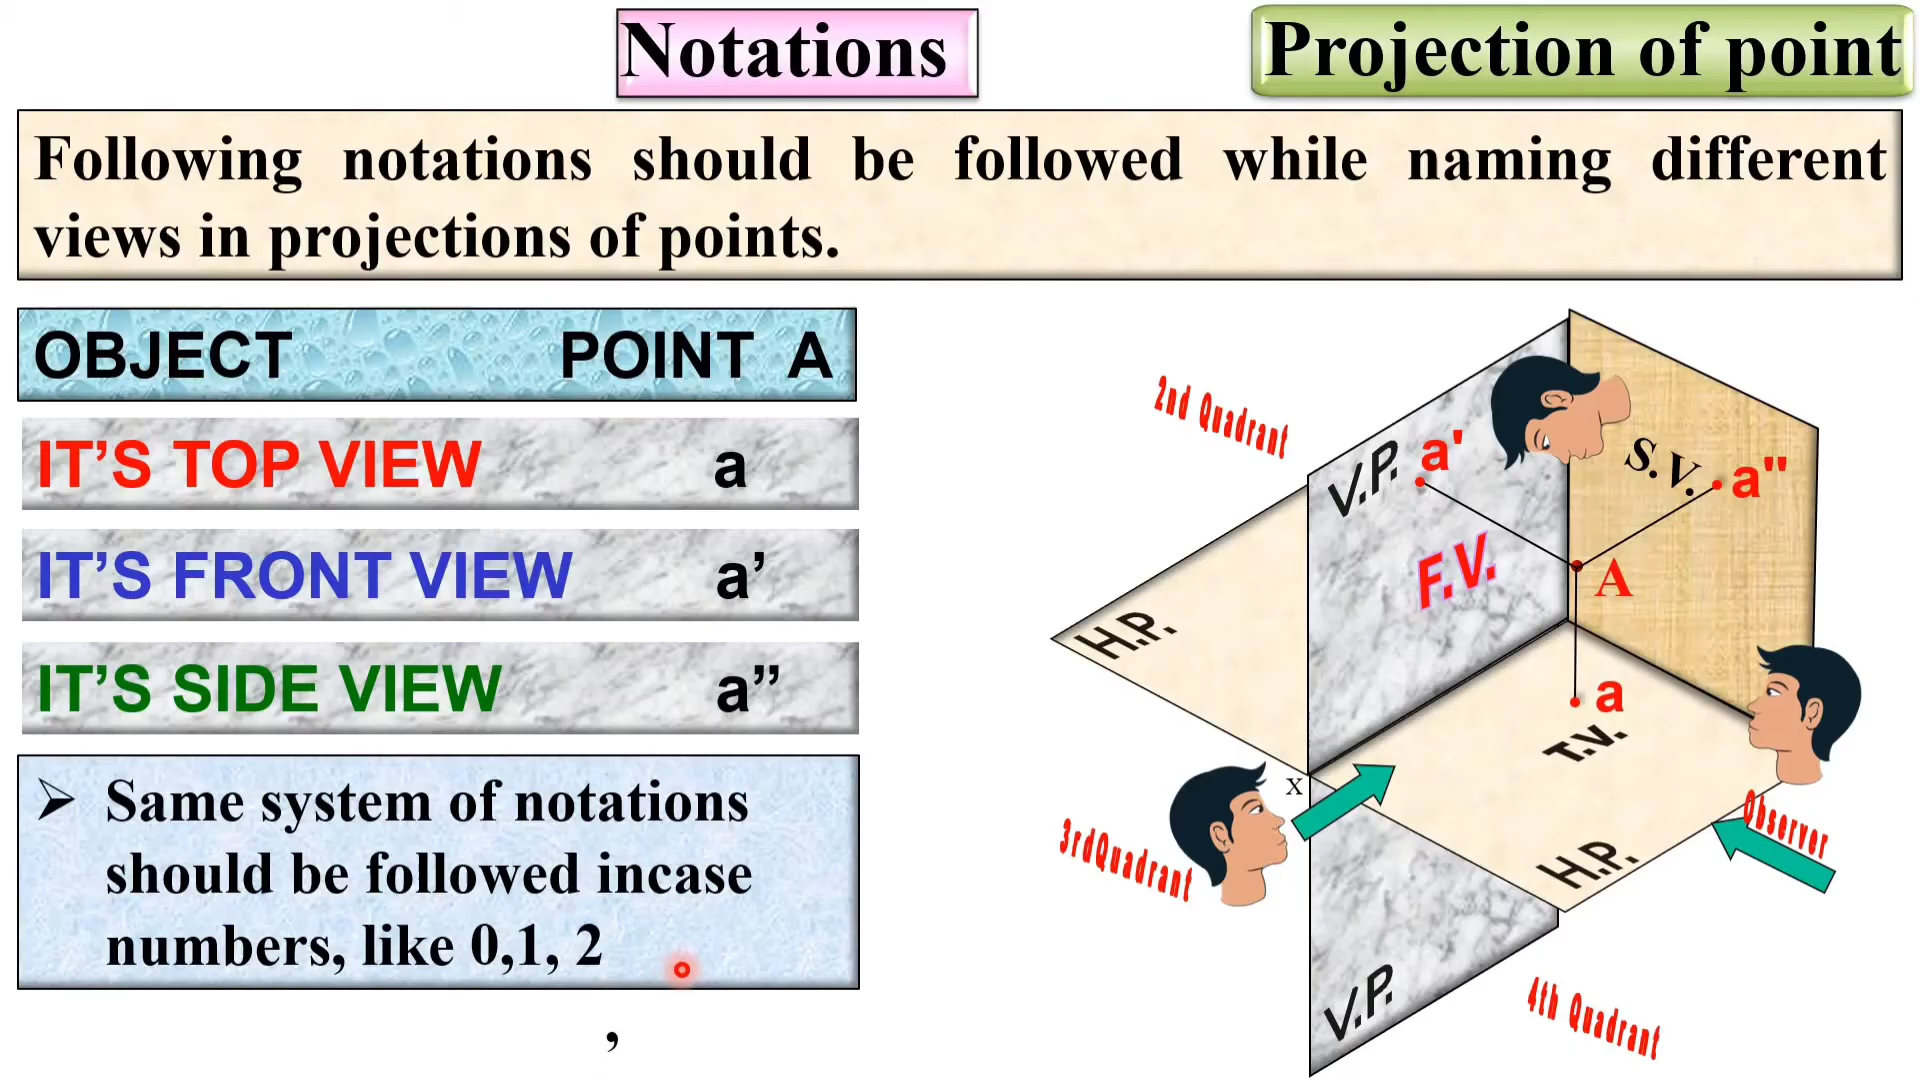 Notations
Projection of point
Following notations should be followed while naming different
views in projections of points.
OBJECT POINT A
IT’S TOP VIEW a
IT’S FRONT VIEW a’
IT’S SIDE VIEW a”
➢ Same system of notations
should be followed incase
numbers, like 0,1, 2
,
2nd Quadrant
V.P.
a'
S.V.
a"
F.V.
A
H.P.
a
T.V.
X
Observer
3rdQuadrant
H.P.
V.P.
4th Quadrant